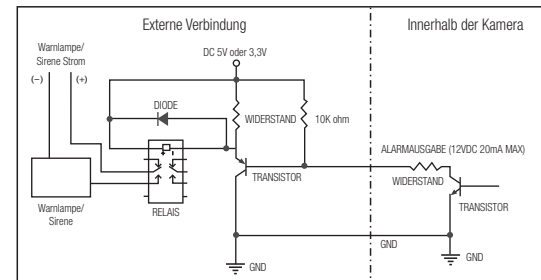 Externe Verbindung
Innerhalb der Kamera
Warnlampe/
Sirene Strom
(−)
(+)
DC 5V oder 3,3V
DIODE
WIDERSTAND
10K ohm
ALARMAUSGABE (12VDC 20mA MAX)
WIDERSTAND
TRANSISTOR
TRANSISTOR
+
-
RELAIS
Warnlampe/
Sirene
GND
GND
GND